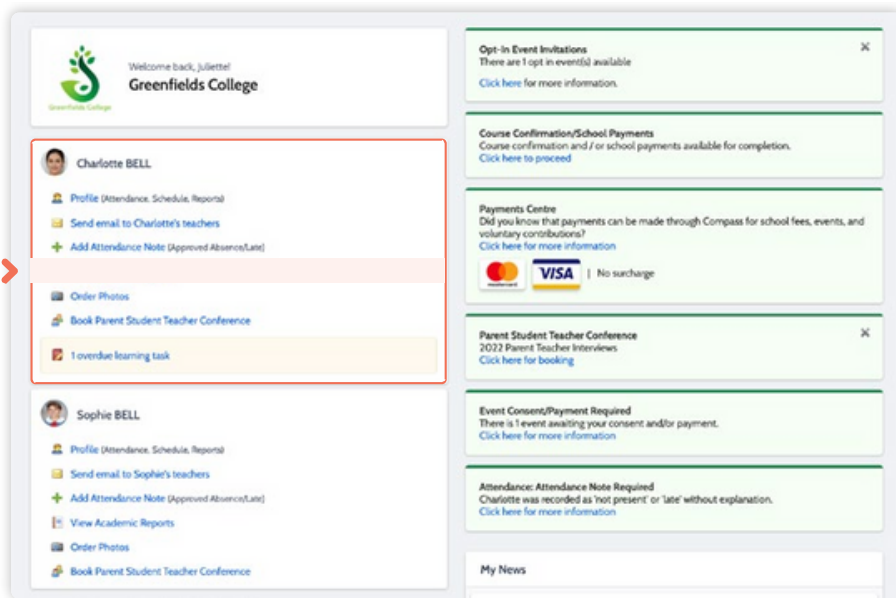 Welcome back, Juliette!
Greenfields College
Greenfields College
Charlotte BELL
Profile (Attendance, Schedule, Reports)
Send email to Charlotte's teachers
Add Attendance Note (Approved Absence/Late)
Order Photos
Book Parent Student Teacher Conference
1 overdue learning task
Sophie BELL
Profile (Attendance, Schedule, Reports)
Send email to Sophie's teachers
Add Attendance Note (Approved Absence/Late)
View Academic Reports
Order Photos
Book Parent Student Teacher Conference
Opt-In Event Invitations
There are 1 opt in event(s) available
Click here for more information.
Course Confirmation/School Payments
Course confirmation and / or school payments available for completion.
Click here to proceed
Payments Centre
Did you know that payments can be made through Compass for school fees, events, and
voluntary contributions?
Click here for more information
mastercard VISA | No surcharge
Parent Student Teacher Conference
2022 Parent Teacher Interviews
Click here for booking
Event Consent/Payment Required
There is 1 event awaiting your consent and/or payment.
Click here for more information
Attendance: Attendance Note Required
Charlotte was recorded as 'not present' or 'late' without explanation.
Click here for more information
My News